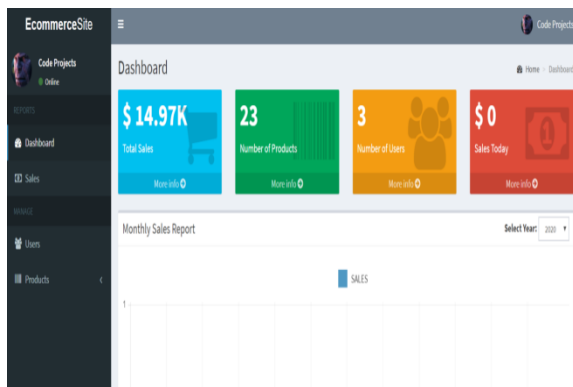 EcommerceSite
Code Projects
Code Projects
Online
Dashboard
Home > Dashboard
REPORTS
Dashboard
Sales
MANAGE
Users
Products
$ 14.97K
Total Sales
More info
23
Number of Products
More info
3
Number of Users
More info
$ 0
Sales Today
More info
Monthly Sales Report
Select Year: 2020
SALES
1